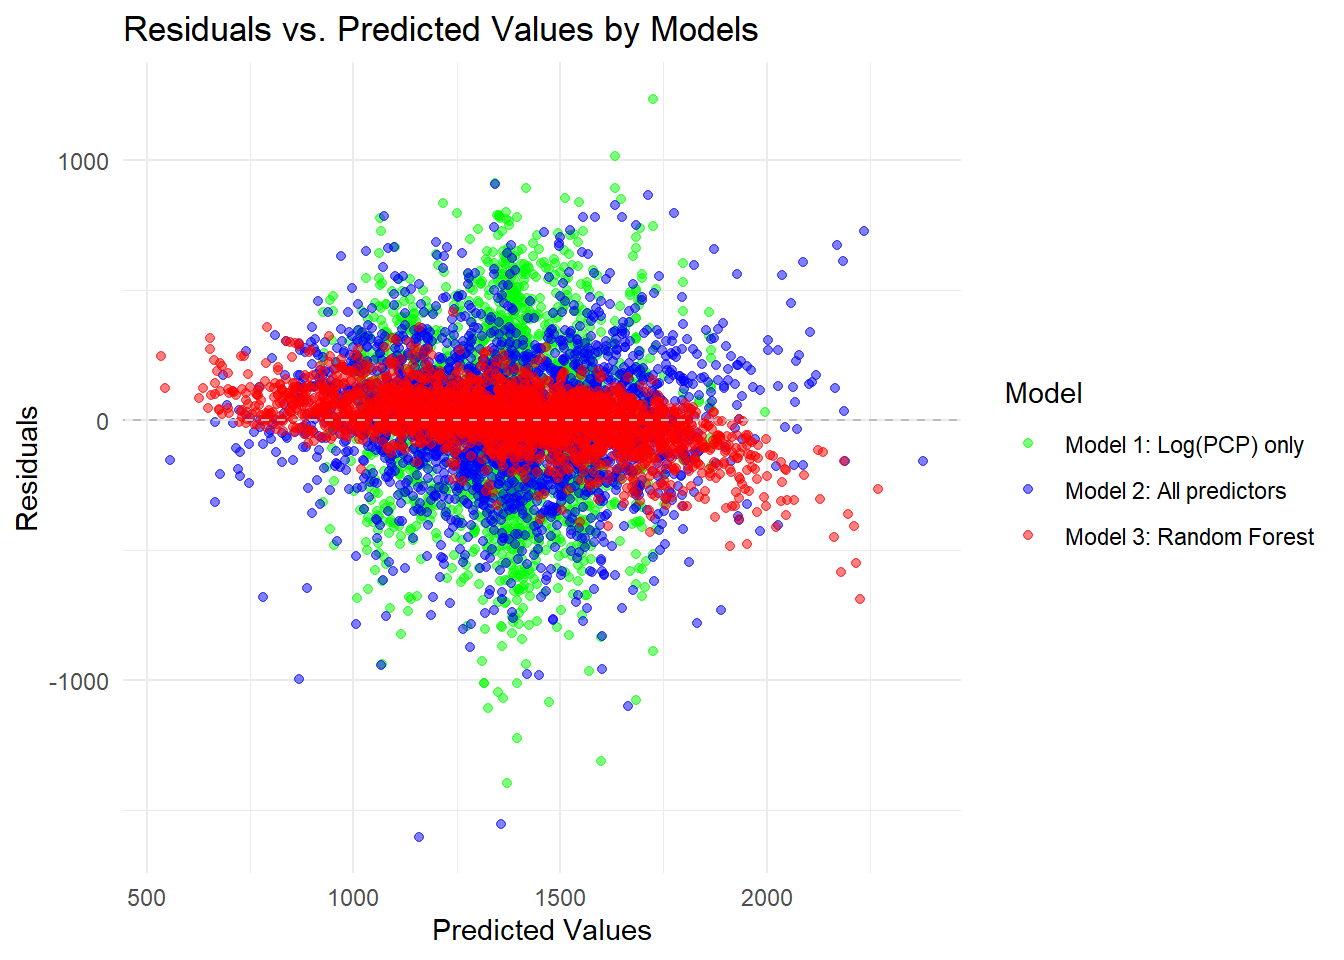 Residuals vs. Predicted Values by Models
1000
0
-1000
Residuals
500
1000
1500
2000
Predicted Values
Model
Model 1: Log(PCP) only
Model 2: All predictors
Model 3: Random Forest